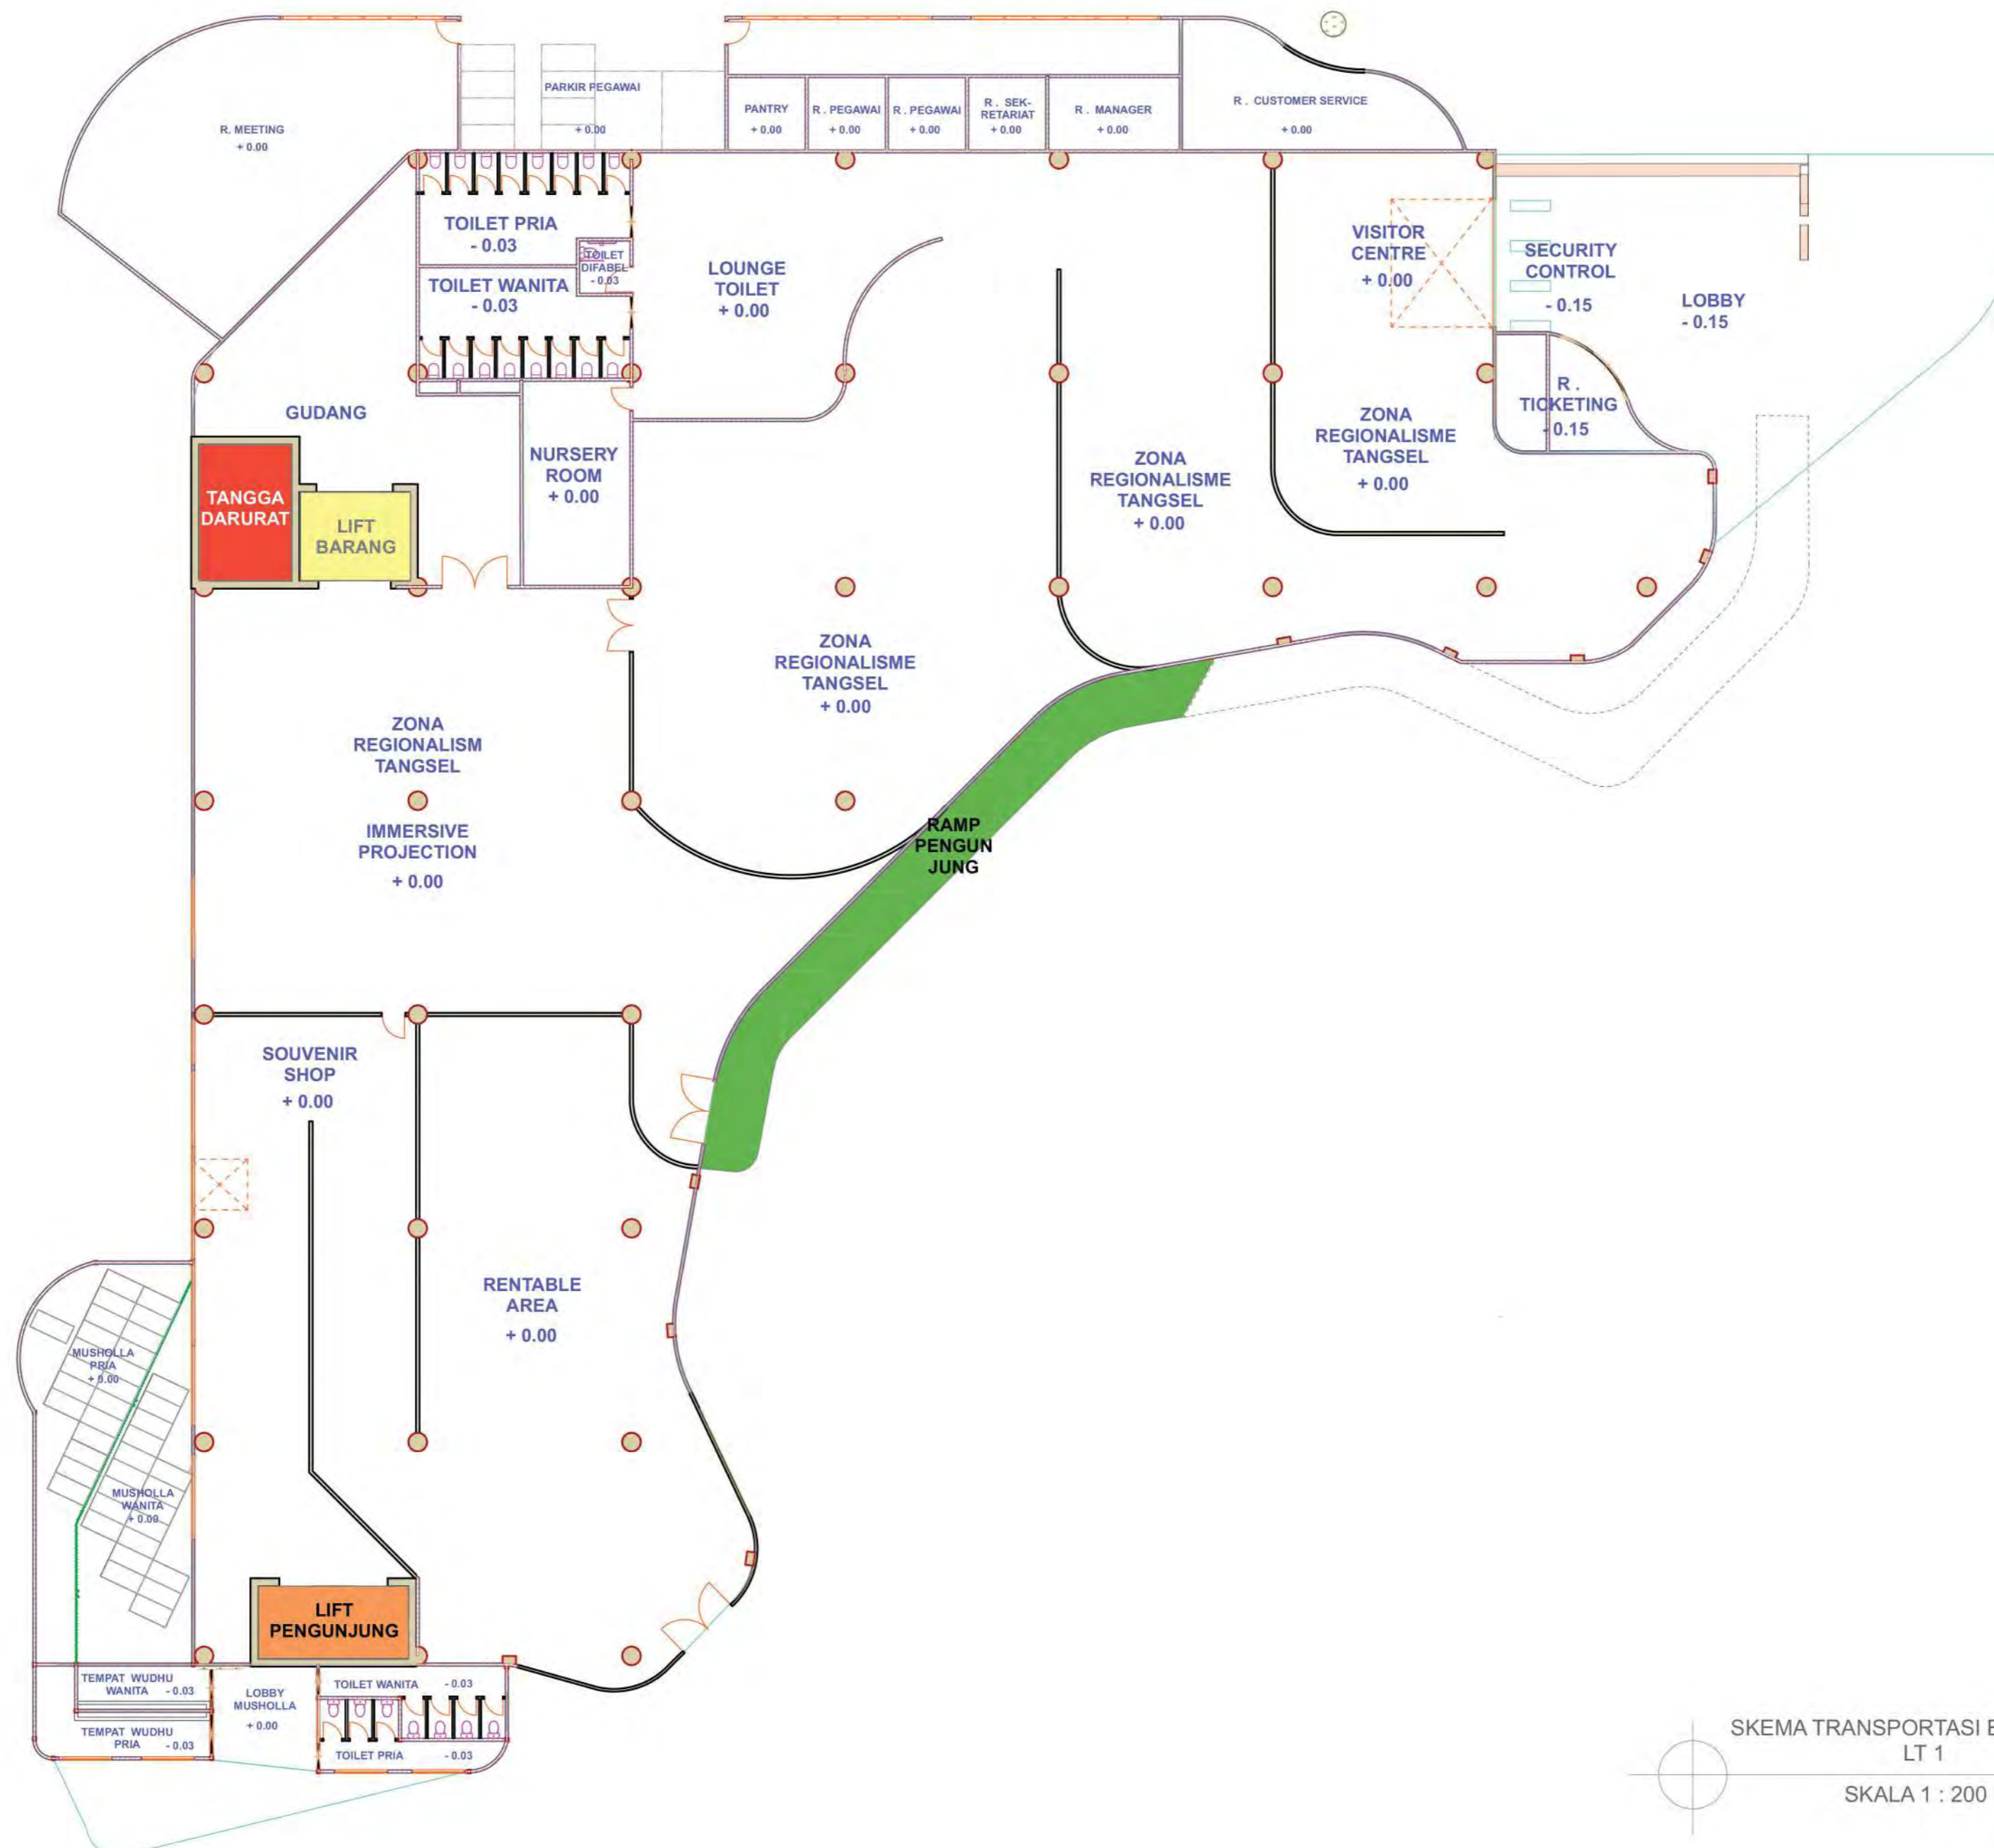 PARKIR PEGAWAI
+ 0.00
R. MEETING
+ 0.00
PANTRY
+ 0.00
R . PEGAWAI
+ 0.00
R . PEGAWAI
+ 0.00
R . SEK-
RETARIAT
+ 0.00
R . MANAGER
+ 0.00
R . CUSTOMER SERVICE
+ 0.00
TOILET PRIA
- 0.03
TOILET
DIFABEL
- 0.03
TOILET WANITA
- 0.03
LOUNGE
TOILET
+ 0.00
VISITOR
CENTRE
+ 0.00
SECURITY
CONTROL
- 0.15
LOBBY
- 0.15
R .
TICKETING
- 0.15
GUDANG
NURSERY
ROOM
+ 0.00
TANGGA
DARURAT
LIFT
BARANG
ZONA
REGIONALISME
TANGSEL
+ 0.00
ZONA
REGIONALISME
TANGSEL
+ 0.00
ZONA
REGIONALISME
TANGSEL
+ 0.00
ZONA
REGIONALISM
TANGSEL
IMMERSIVE
PROJECTION
+ 0.00
RAMP
PENGUN
JUNG
SOUVENIR
SHOP
+ 0.00
RENTABLE
AREA
+ 0.00
MUSHOLLA
PRIA
+ 0.00
MUSHOLLA
WANITA
+ 0.00
LIFT
PENGUNJUNG
TEMPAT WUDHU
WANITA - 0.03
TEMPAT WUDHU
PRIA - 0.03
LOBBY
MUSHOLLA
+ 0.00
TOILET WANITA - 0.03
TOILET PRIA - 0.03
SKEMA TRANSPORTASI
LT 1
SKALA 1 : 200